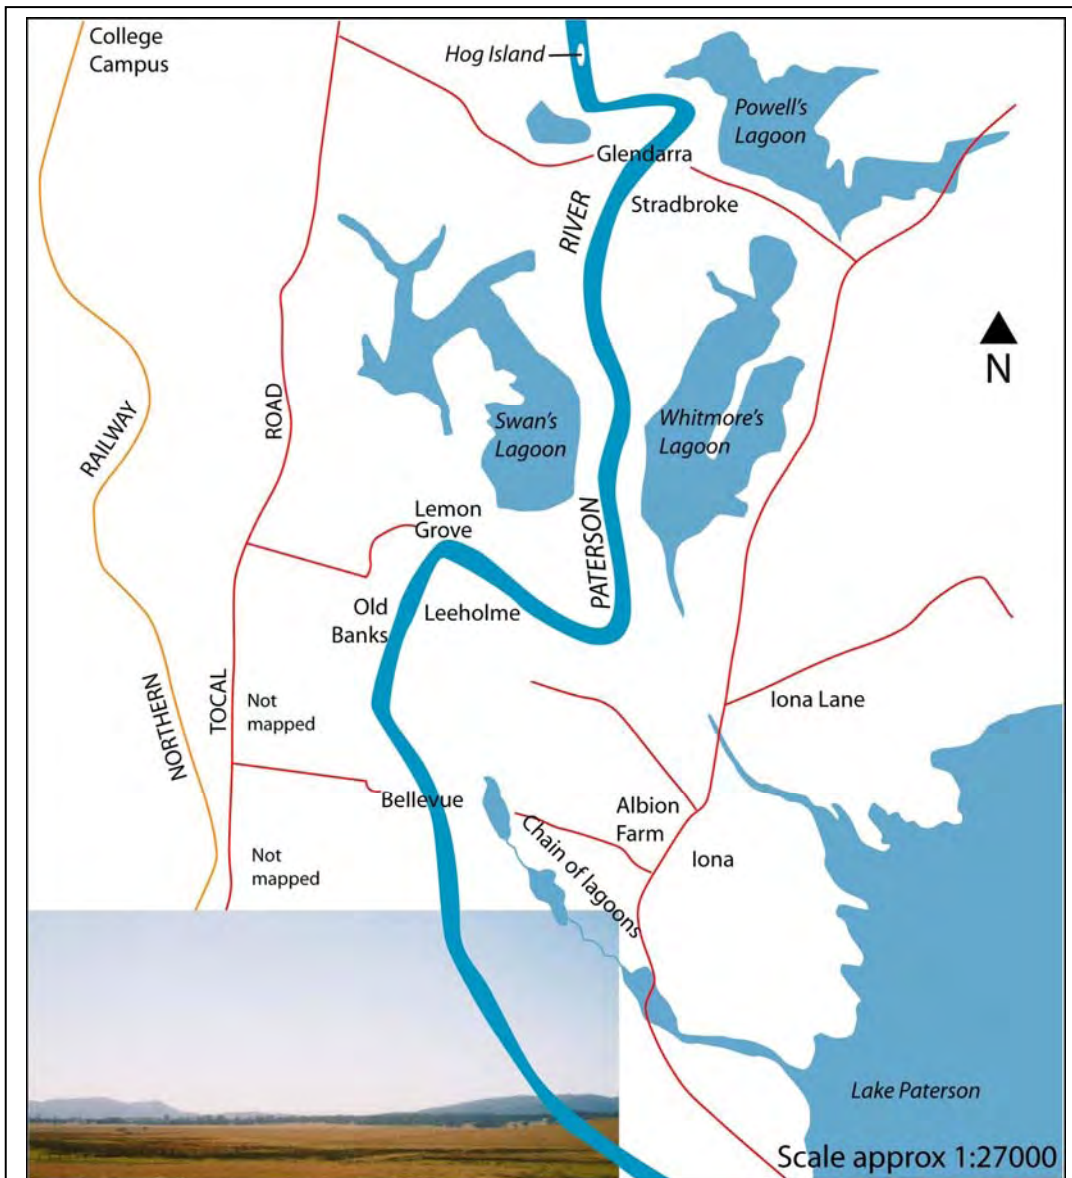 College
Campus
Hog Island
Powell's
Lagoon
Glendarra
Stradbroke
RIVER
N
RAILWAY
ROAD
Swan's
Lagoon
Whitmore's
Lagoon
Lemon
Grove
PATERSON
Old
Banks
Leeholme
NORTHERN
TOCAL
Not
mapped
Iona Lane
Bellevue
Albion
Farm
Chain of lagoons
Iona
Not
mapped
Lake Paterson
Scale approx 1:27000